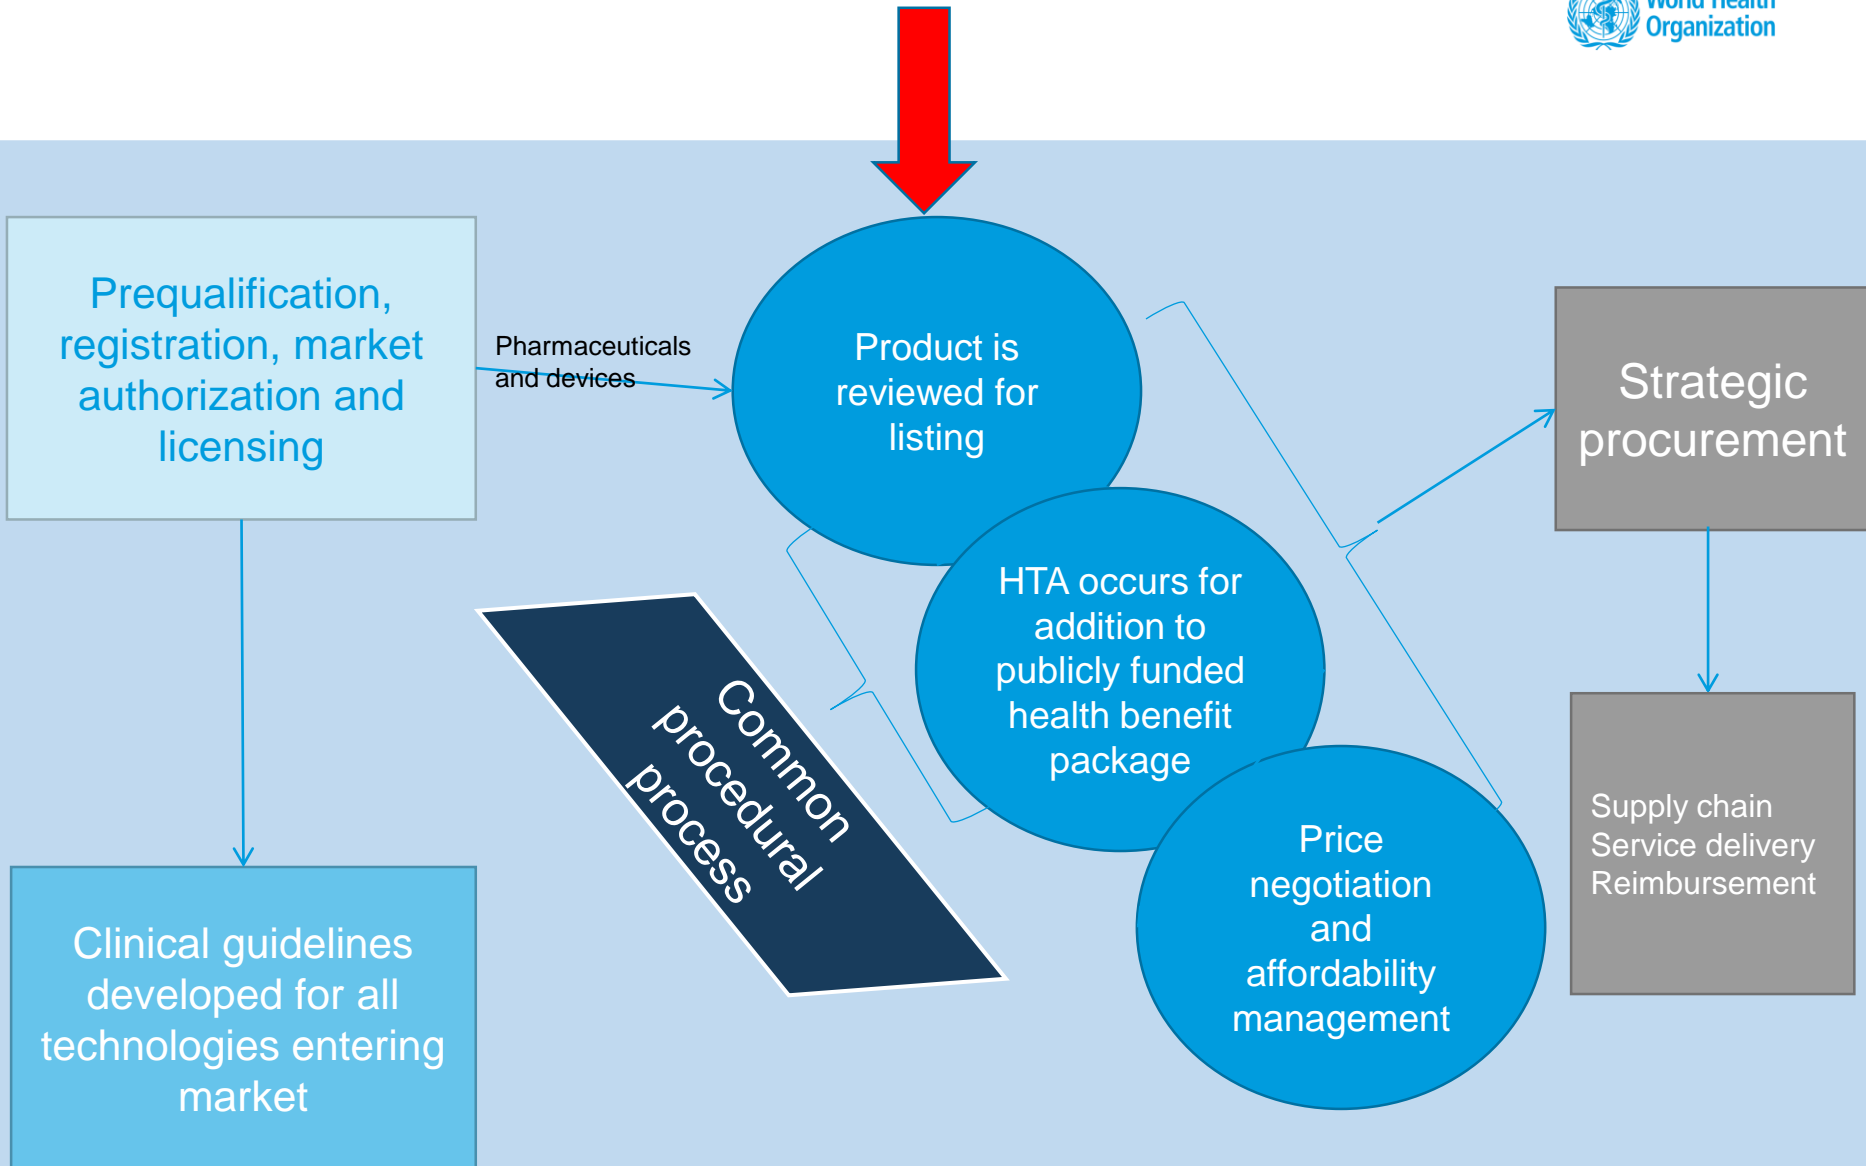 World Health
Organization
Prequalification,
registration, market
authorization and
licensing
Pharmaceuticals
and devices
Product is
reviewed for
listing
Strategic
procurement
HTA occurs for
addition to
publicly funded
health benefit
package
Common
procedural
process
Price
negotiation
and
affordability
management
Supply chain
Service delivery
Reimbursement
Clinical guidelines
developed for all
technologies entering
market